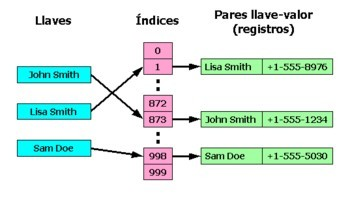 Llaves
Índices
Pares llave-valor
(registros)
John Smith
Lisa Smith
Sam Doe
0
1
872
873
998
999
Lisa Smith +1-555-8976
John Smith +1-555-1234
Sam Doe +1-555-5030